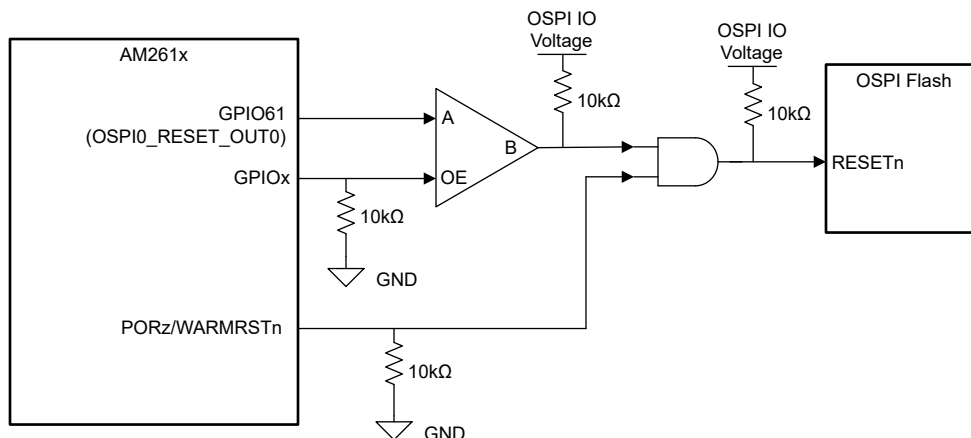 AM261x
GPIO61
(OSPI0_RESET_OUT0)
GPIOx
10kΩ
GND
PORz/WARMRSTn
10kΩ
GND
A
OE
B
OSPI IO
Voltage
10kΩ
OSPI IO
Voltage
10kΩ
OSPI Flash
RESETn